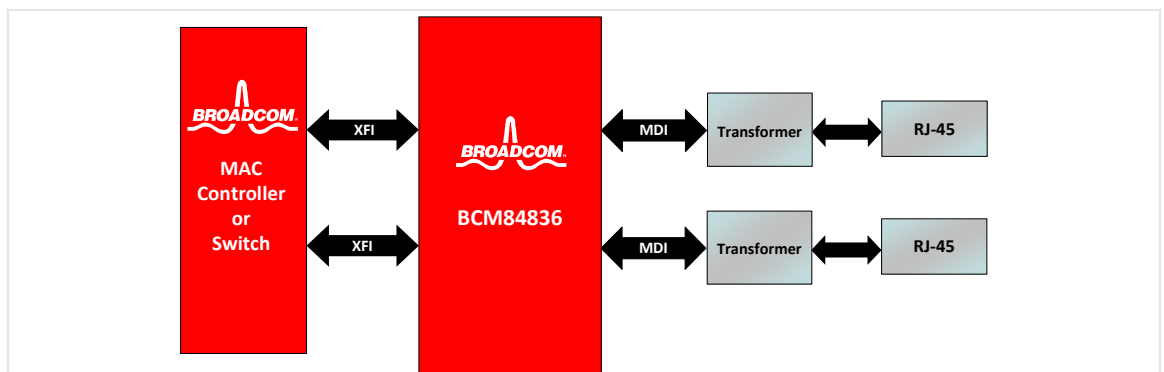 BROADCOM®
MAC
Controller
or
Switch
XFI
XFI
BROADCOM®
BCM84836
MDI
Transformer
RJ-45
MDI
Transformer
RJ-45